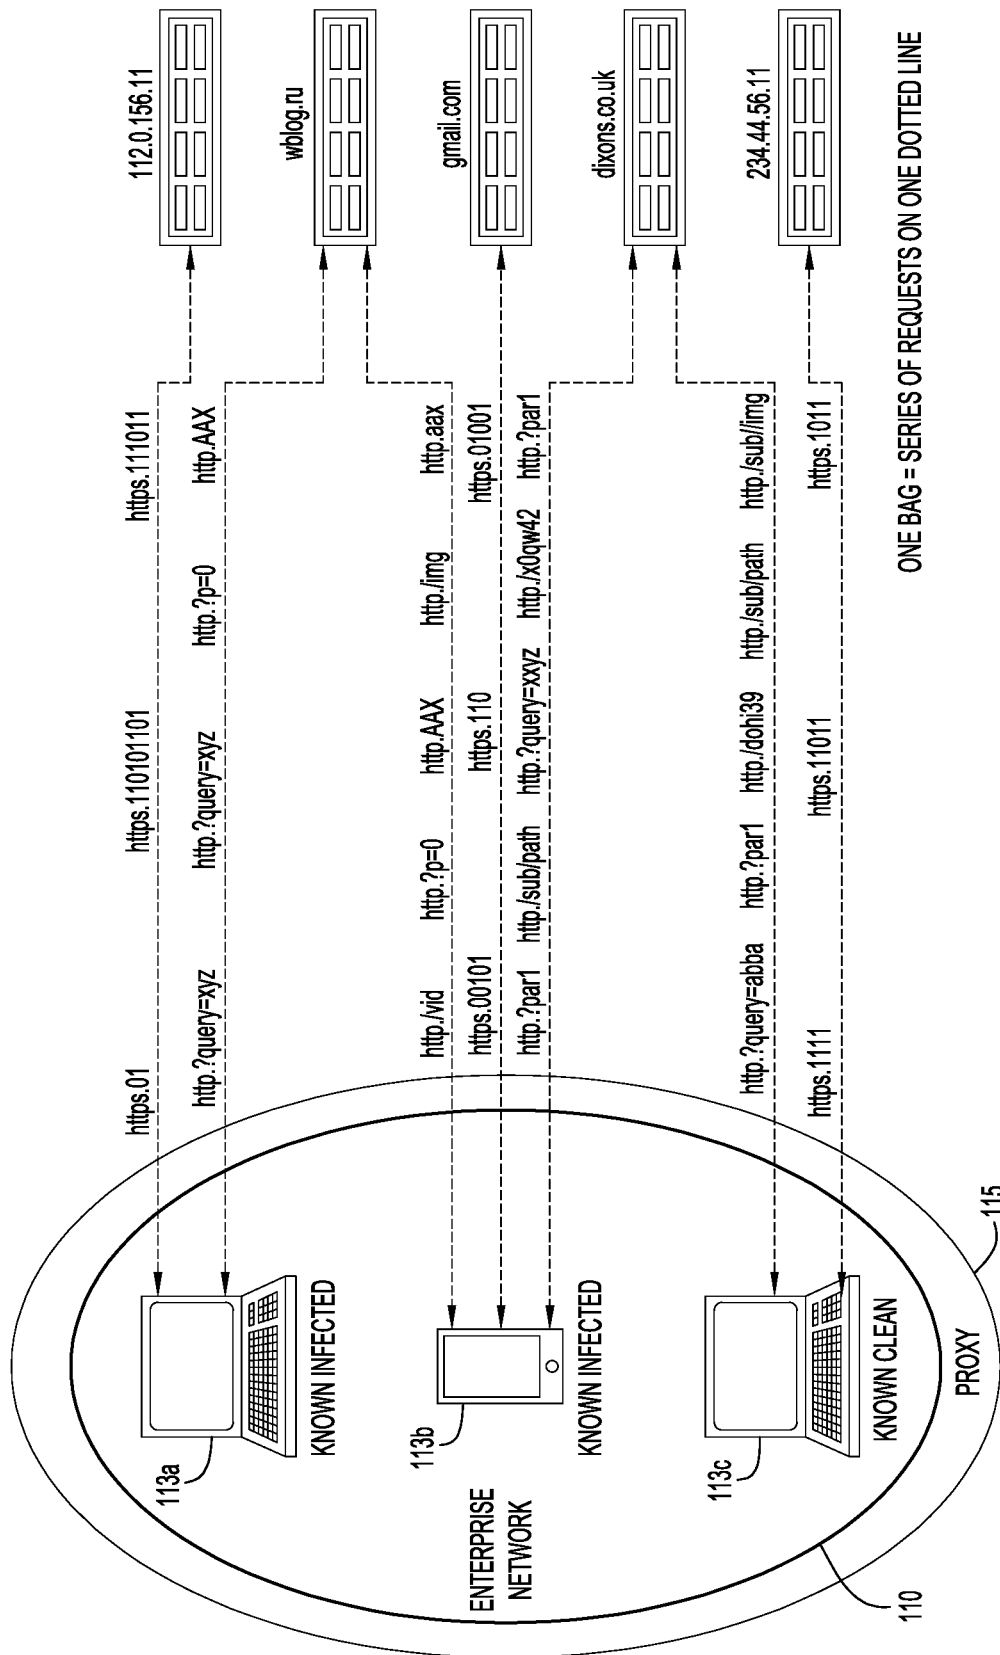 112.0.156.11
wblog.ru
gmail.com
dixons.co.uk
234.44.56.11
https.01
https.110101101
https.111011
http.?query=xyz
http.?query=xyz
http.?p=0
http.AAX
http./vid
http.?p=0
http.AAX
http./img
http.aax
https.00101
https.110
https.01001
http.?par1
http./sub/path
http.?query=xxyz
http./x0qw42
http.?par1
http.?query=abba
http.?par1
http./dohi39
http./sub/path
http./sub//img
https.1111
https.11011
https.1011
113a
KNOWN INFECTED
113b
KNOWN INFECTED
113c
KNOWN CLEAN
ENTERPRISE
NETWORK
PROXY
110
115
ONE BAG = SERIES OF REQUESTS ON ONE DOTTED LINE